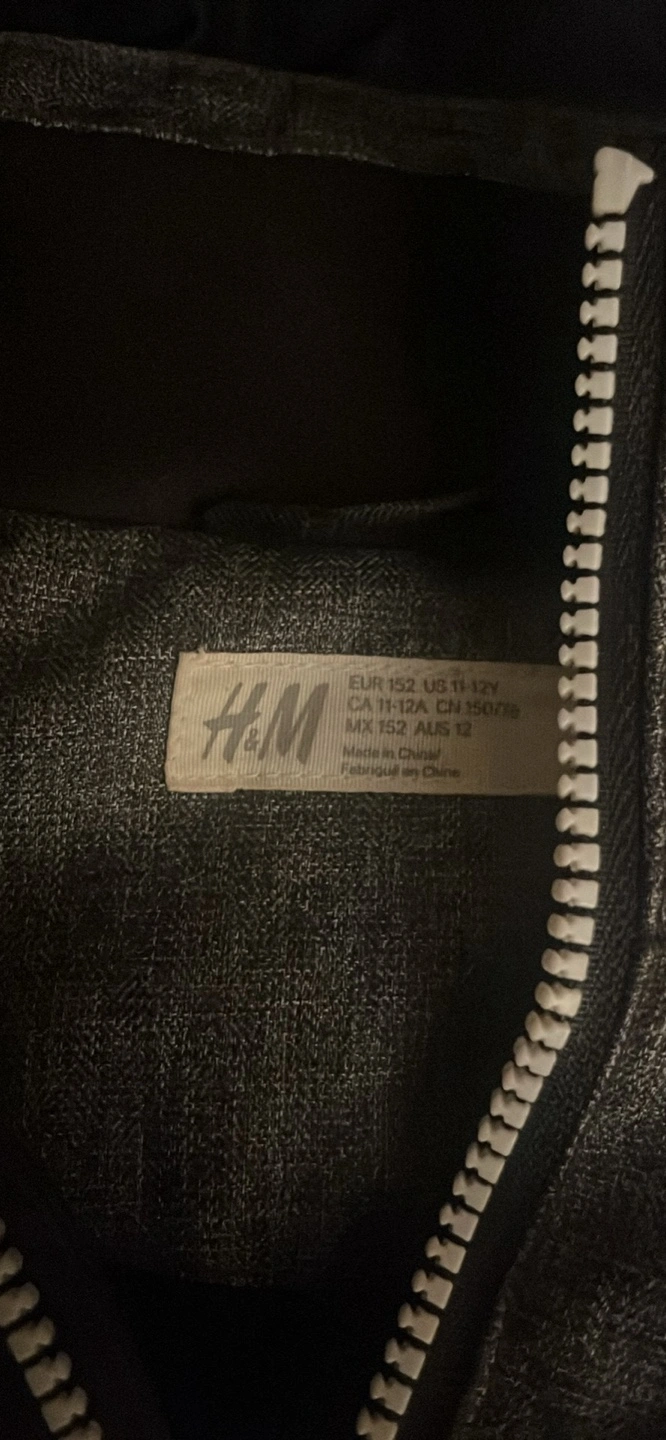 H&M
EUR 152 US 11-12Y
CA 11-12A CN 150/76
MX 152 AUS 12
Made in China/
Fabriqué en Chine